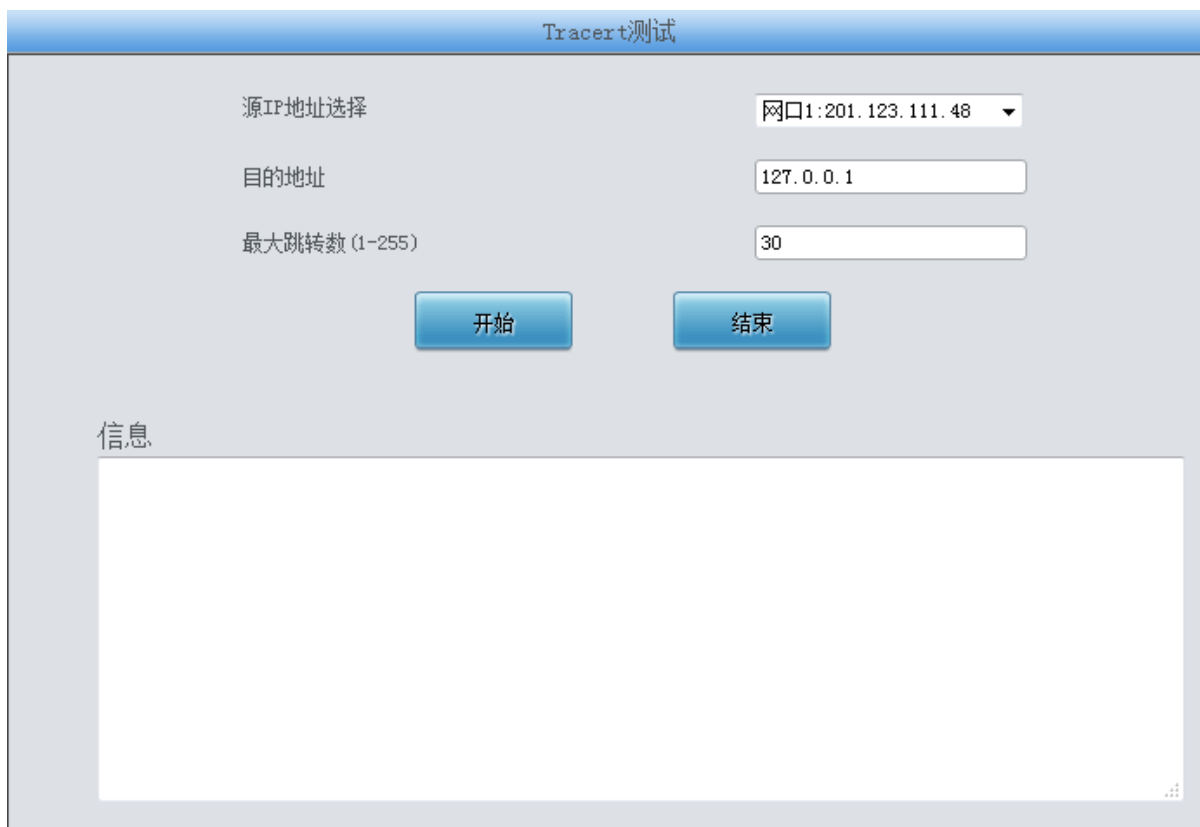 Tracert测试
源IP地址选择 网口1:201.123.111.48
目的地址 127.0.0.1
最大跳转数(1-255) 30
开始 结束
信息